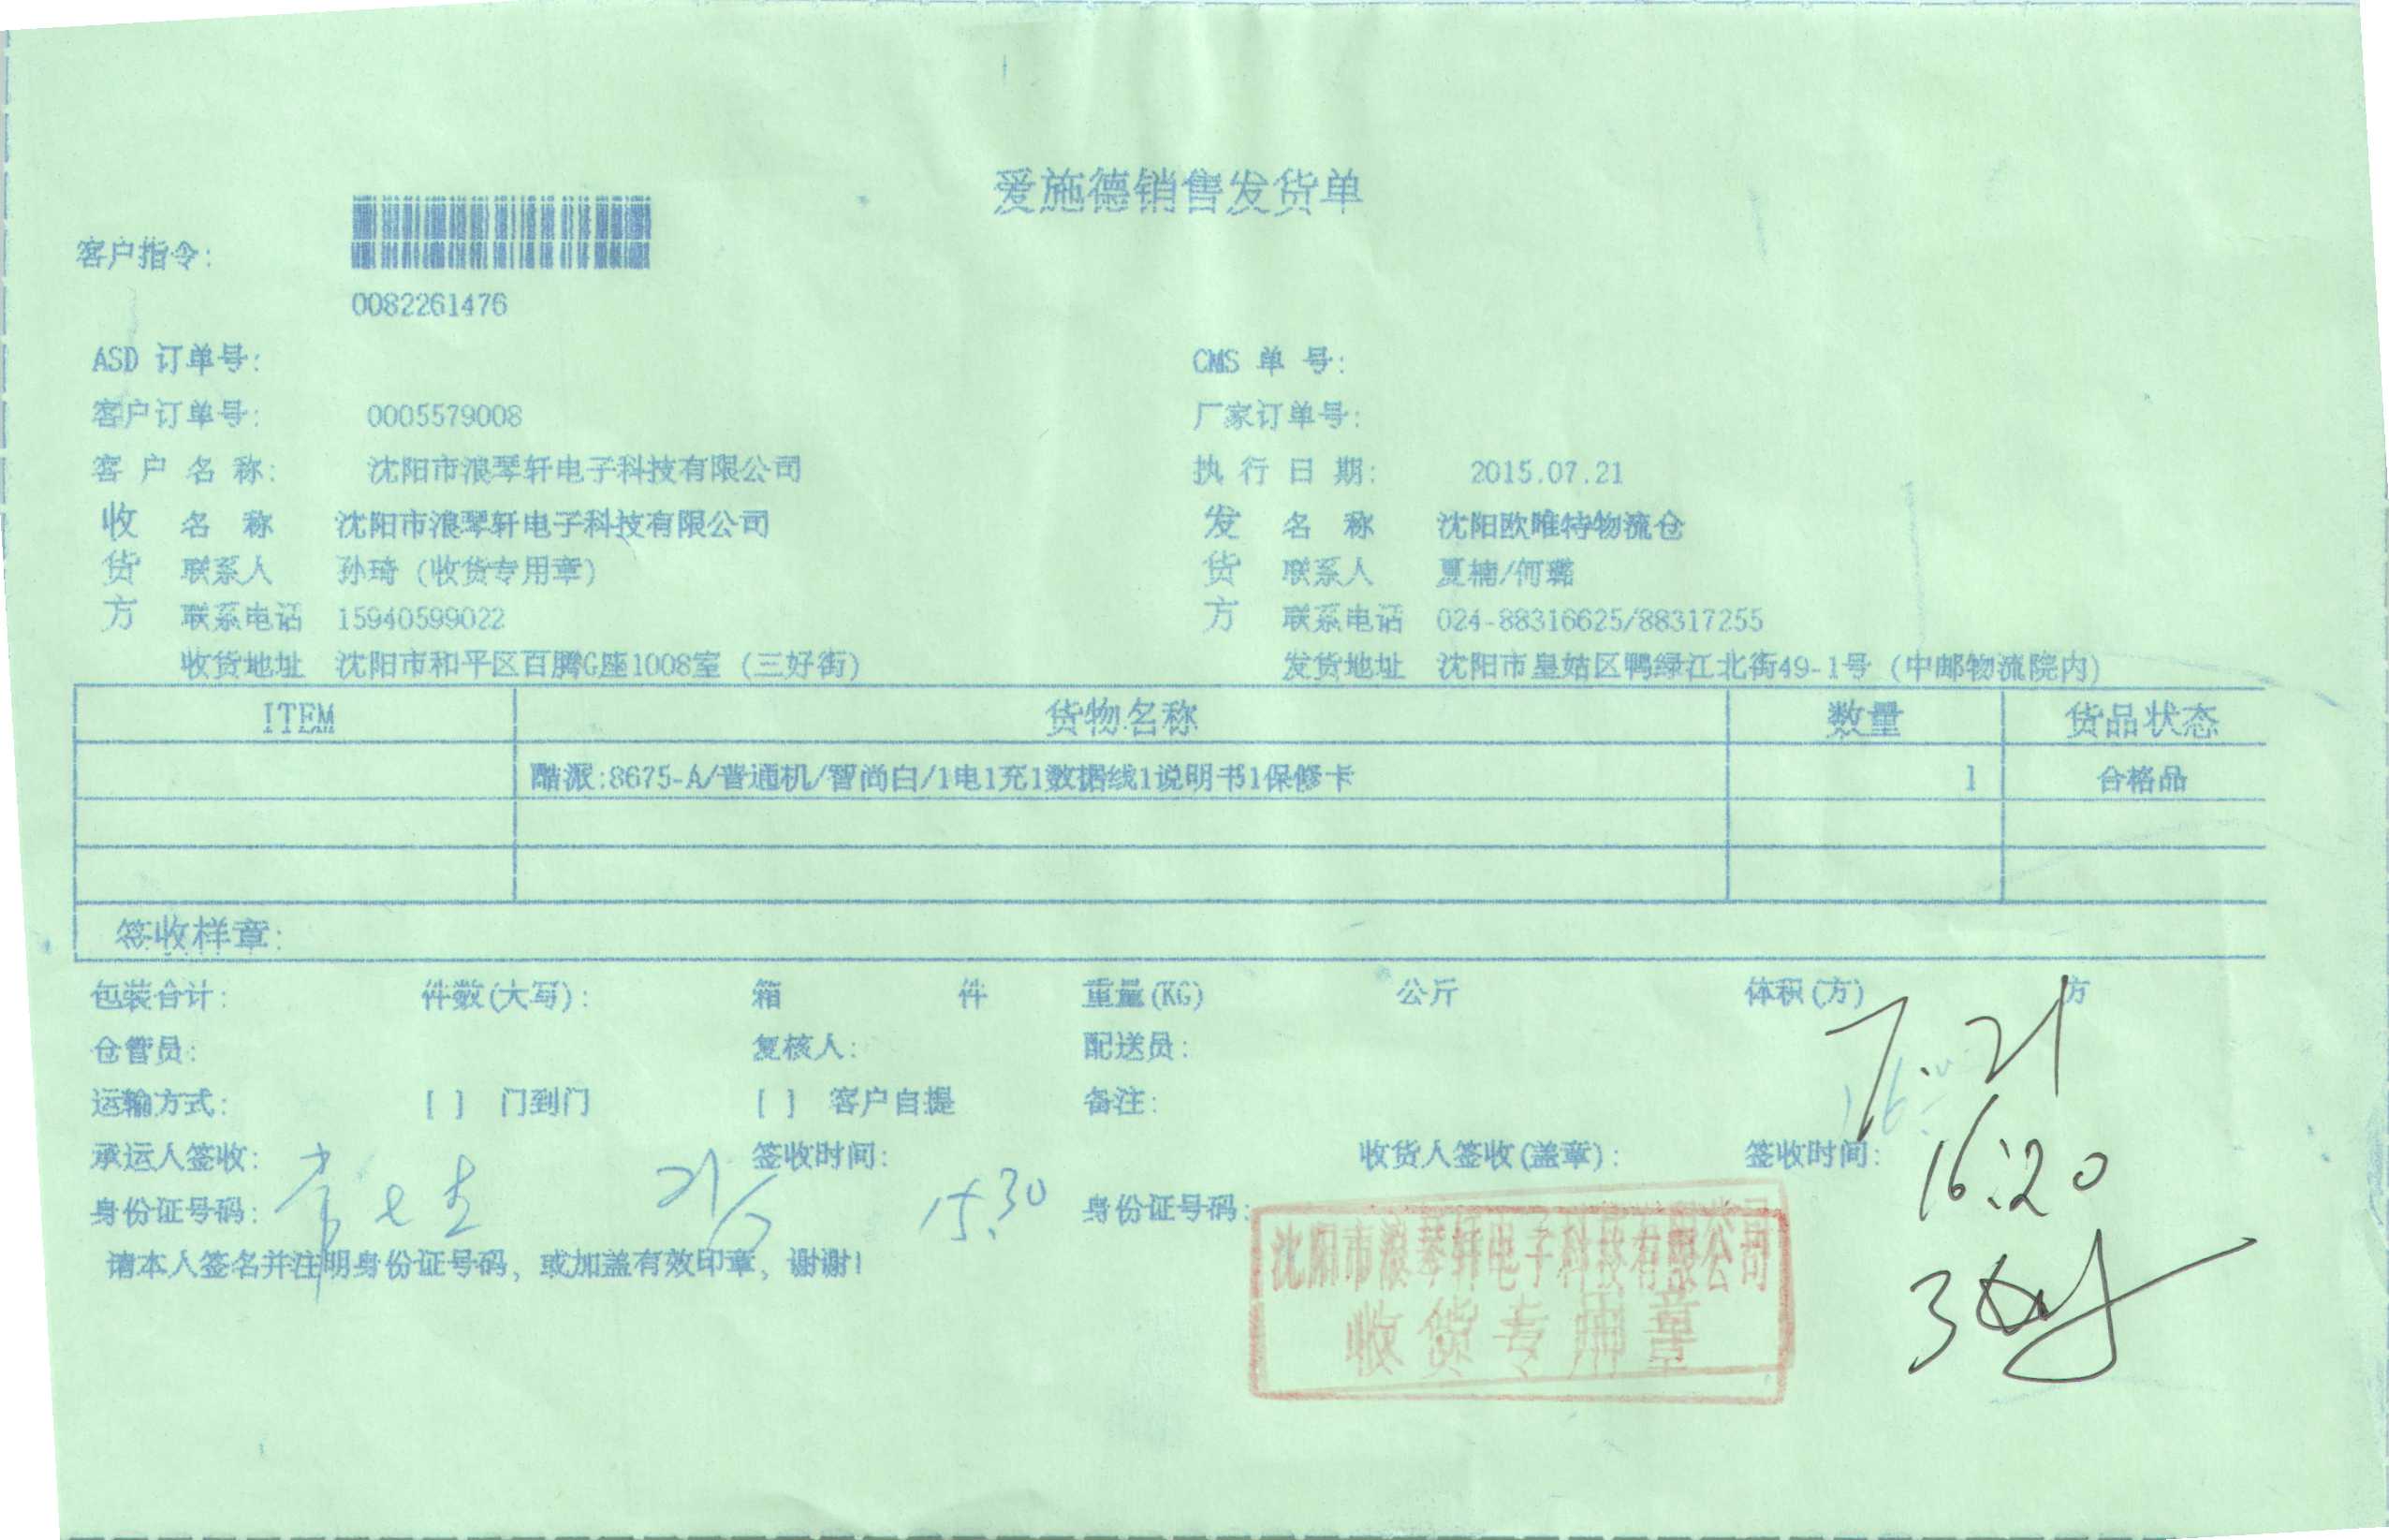 爱施德销售发货单
客户指令:
0082261476
ASD 订单号: CMS 单 号:
客户订单号: 0005579008 厂家订单号:
客 户 名 称: 沈阳市浪琴轩电子科技有限公司 执 行 日 期: 2015.07.21
收 名 称 沈阳市浪琴轩电子科技有限公司 发 名 称 沈阳欧唯特物流仓
货 联系人 孙琦 (收货专用章) 货 联系人 夏楠/何璐
方 联系电话 15940599022 方 联系电话 024-88316625/88317255
收货地址 沈阳市和平区百腾G座1008室 (三好街) 发货地址 沈阳市皇姑区鸭绿江北街49-1号 (中邮物流院内)
ITEM 货物名称 数量 货品状态
酷派:8675-A/普通机/智尚白/1电1充1数据线1说明书1保修卡 1 合格品
签收样章:
包装合计: 件数(大写): 箱 件 重量(KG) 公斤 体积(方) 方
仓管员: 复核人: 配送员: 7.21
运输方式: [ ] 门到门 [ ] 客户自提 备注:
承运人签收: 签收时间: 收货人签收(盖章): 签收时间: 16:20
身份证号码: 21/7 15.30 身份证号码:
请本人签名并注明身份证号码, 或加盖有效印章, 谢谢!
沈阳市浪琴轩电子科技有限公司
收货专用章